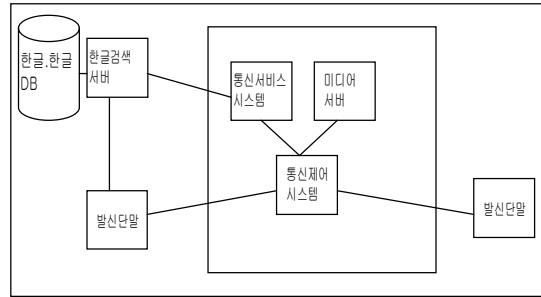 한글.한글
DB
한글검색
서버
통신서비스
시스템
미디어
서버
통신제어
시스템
발신단말
발신단말